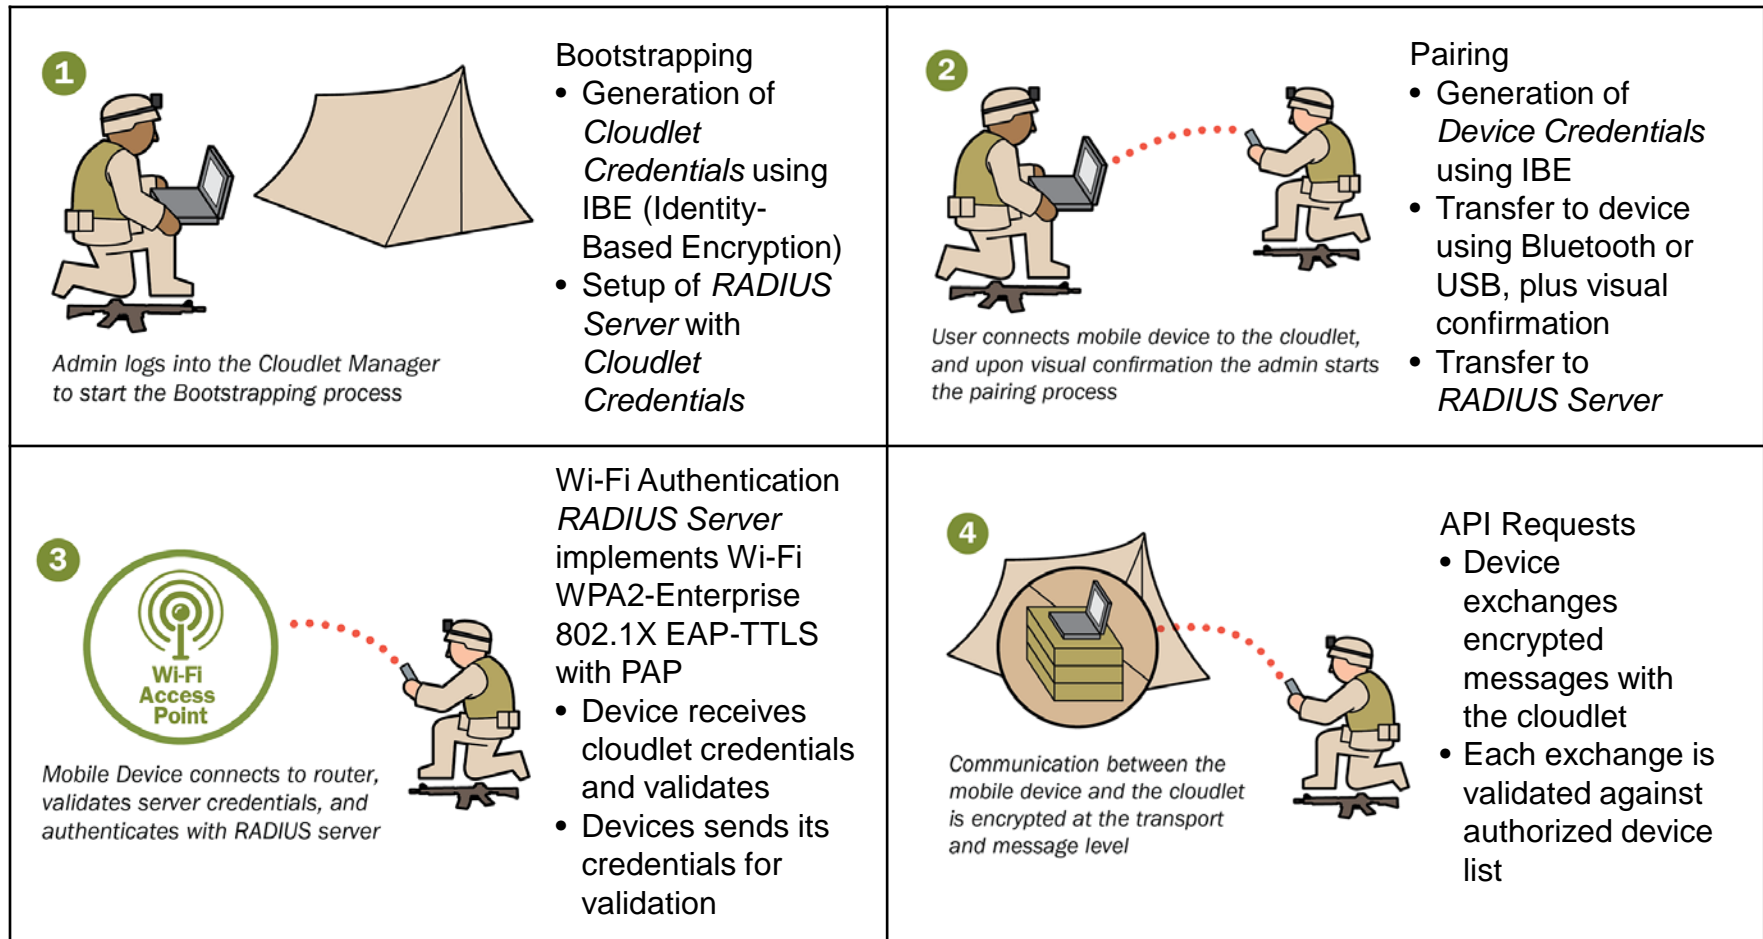 1
Bootstrapping
• Generation of
Cloudlet
Credentials using
IBE (Identity-
Based Encryption)
• Setup of RADIUS
Server with
Cloudlet
Credentials
Admin logs into the Cloudlet Manager
to start the Bootstrapping process
2
Pairing
• Generation of
Device Credentials
using IBE
• Transfer to device
using Bluetooth or
USB, plus visual
confirmation
• Transfer to
RADIUS Server
User connects mobile device to the cloudlet,
and upon visual confirmation the admin starts
the pairing process
3
Wi-Fi
Access
Point
Wi-Fi Authentication
RADIUS Server
implements Wi-Fi
WPA2-Enterprise
802.1X EAP-TTLS
with PAP
• Device receives
cloudlet credentials
and validates
• Devices sends its
credentials for
validation
Mobile Device connects to router,
validates server credentials, and
authenticates with RADIUS server
4
API Requests
• Device
exchanges
encrypted
messages with
the cloudlet
• Each exchange is
validated against
authorized device
list
Communication between the
mobile device and the cloudlet
is encrypted at the transport
and message level